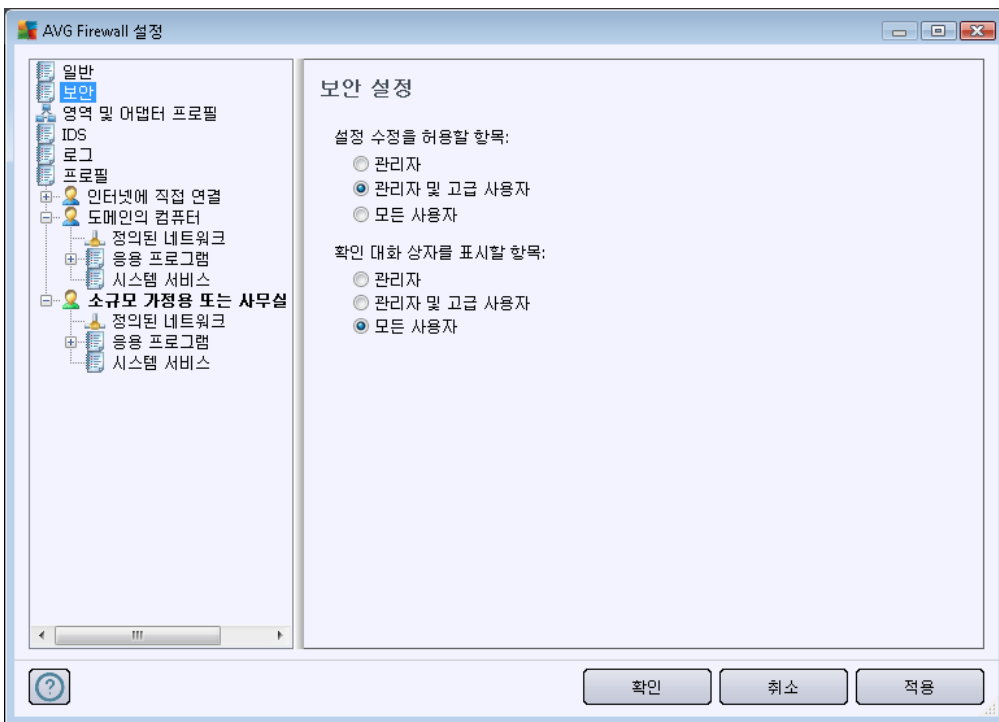 AVG Firewall 설정
일반
보안
영역 및 어댑터 프로필
IDS
로그
프로필
인터넷에 직접 연결
도메인의 컴퓨터
정의된 네트워크
응용 프로그램
시스템 서비스
소규모 가정용 또는 사무실
정의된 네트워크
응용 프로그램
시스템 서비스
보안 설정
설정 수정을 허용할 항목:
관리자
관리자 및 고급 사용자
모든 사용자
확인 대화 상자를 표시할 항목:
관리자
관리자 및 고급 사용자
모든 사용자
확인
취소
적용